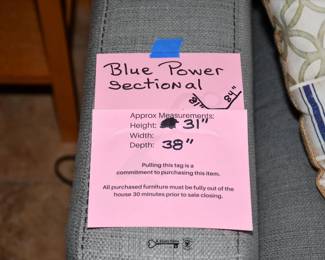 Blue Power
Sectional
31" 84"
Approx Measurements:
Height: 31"
Width:
Depth: 38"
Pulling this tag is a
commitment to purchasing this item.
All purchased furniture must be fully out of the
house 30 minutes prior to sale closing.